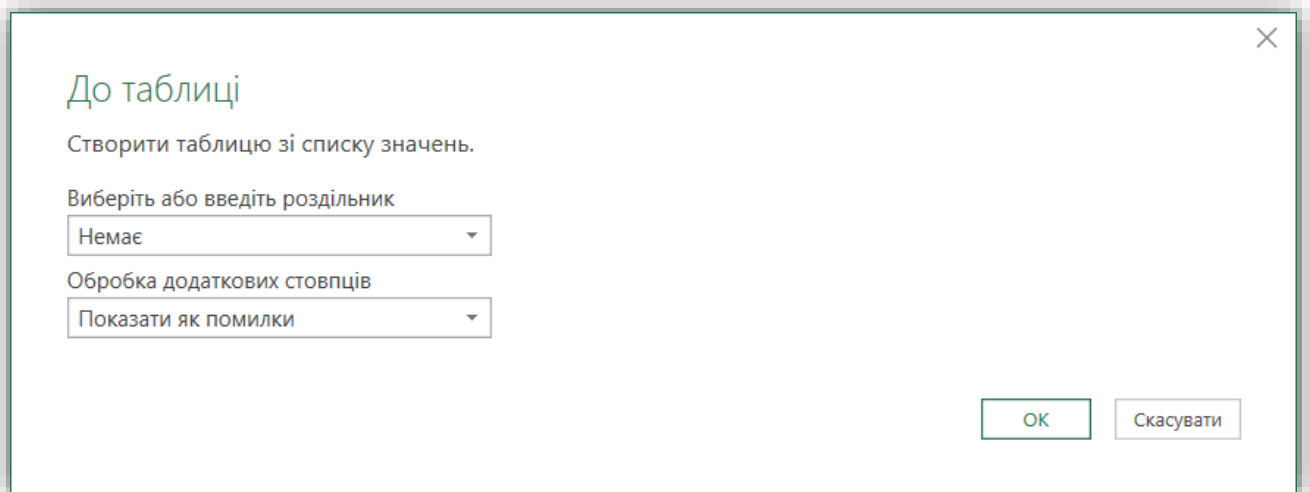 До таблиці
Створити таблицю зі списку значень.
Виберіть або введіть роздільник
Немає
Обробка додаткових стовпців
Показати як помилки
ОК
Скасувати